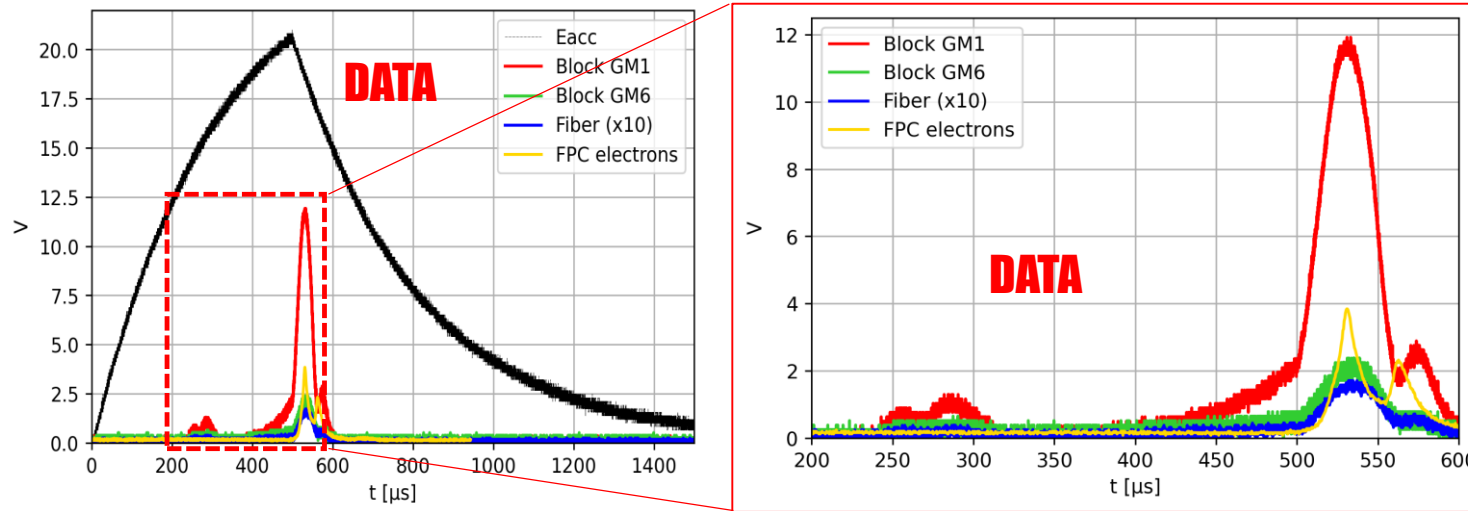 20.0
17.5
15.0
12.5
10.0
7.5
5.0
2.5
0.0
V
0
200
400
600
800
1000
1200
1400
t [µs]
Eacc
Block GM1
Block GM6
Fiber (x10)
FPC electrons
DATA
12
10
8
6
4
2
0
V
200
250
300
350
400
450
500
550
600
t [µs]
Block GM1
Block GM6
Fiber (x10)
FPC electrons
DATA